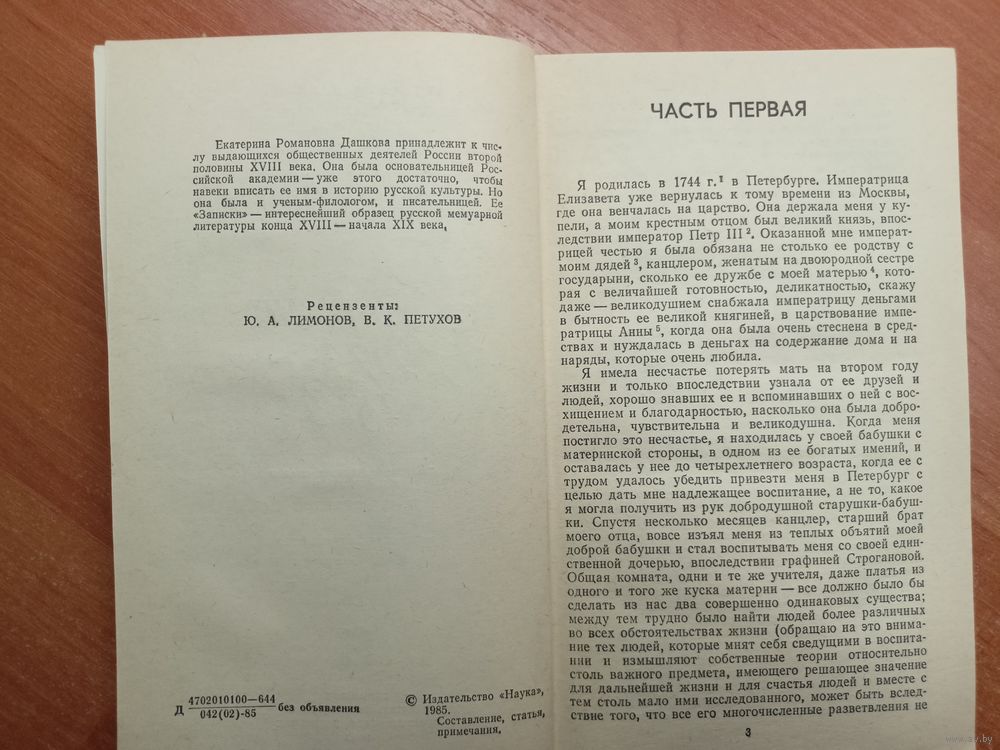 Екатерина Романовна Дашкова принадлежит к чис-
лу выдающихся общественных деятелей России второй
половины XVIII века. Она была основательницей Рос-
сийской академии — уже этого достаточно, чтобы
навеки вписать ее имя в историю русской культуры. Но
она была и ученым-филологом, и писательницей. Ее
«Записки» — интереснейший образец русской мемуарной
литературы конца XVIII — начала XIX века.
Рецензенты:
Ю. А. ЛИМОНОВ, В. К. ПЕТУХОВ
Д 4702010100—644
042(02)-85 без объявления
© Издательство «Наука»,
1985.
Составление, статья,
примечания.
ЧАСТЬ ПЕРВАЯ
Я родилась в 1744 г.¹ в Петербурге. Императрица
Елизавета уже вернулась к тому времени из Москвы,
где она венчалась на царство. Она держала меня у ку-
пели, а моим крестным отцом был великий князь, впос-
ледствии император Петр III². Оказанной мне императ-
рицей честью я была обязана не столько ее родству с
моим дядей³, канцлером, женатым на двоюродной сестре
государыни, сколько ее дружбе с моей матерью⁴, кото-
рая с величайшей готовностью, деликатностью, скажу
даже — великодушием снабжала императрицу деньгами
в бытность ее великой княгиней, в царствование импе-
ратрицы Анны⁵, когда она была очень стеснена в сред-
ствах и нуждалась в деньгах на содержание дома и на
наряды, которые очень любила.
Я имела несчастье потерять мать на втором году
жизни и только впоследствии узнала от ее друзей и
людей, хорошо знавших ее и вспоминавших о ней с вос-
хищением и благодарностью, насколько она была добро-
детельна, чувствительна и великодушна. Когда меня
постигло это несчастье, я находилась у своей бабушки с
материнской стороны, в одном из ее богатых имений, и
оставалась у нее до четырехлетнего возраста, когда ее с
трудом удалось убедить привезти меня в Петербург с
целью дать мне надлежащее воспитание, а не то, какое
я могла получить из рук добродушной старушки-бабуш-
ки. Спустя несколько месяцев канцлер, старший брат
моего отца, вовсе изъял меня из теплых объятий моей
доброй бабушки и стал воспитывать меня со своей един-
ственной дочерью, впоследствии графиней Строгановой.
Общая комната, одни и те же учителя, даже платья из
одного и того же куска материи — все должно было бы
сделать из нас два совершенно одинаковых существа;
между тем трудно было найти людей более различных
во всех обстоятельствах жизни (обращаю на это внима-
ние тех людей, которые мнят себя сведущими в воспита-
нии и измышляют собственные теории относительно
столь важного предмета, имеющего решающее значение
для дальнейшей жизни и для счастья людей и вместе с
тем столь мало ими исследованного, может быть вслед-
ствие того, что все его многочисленные разветвления не
3